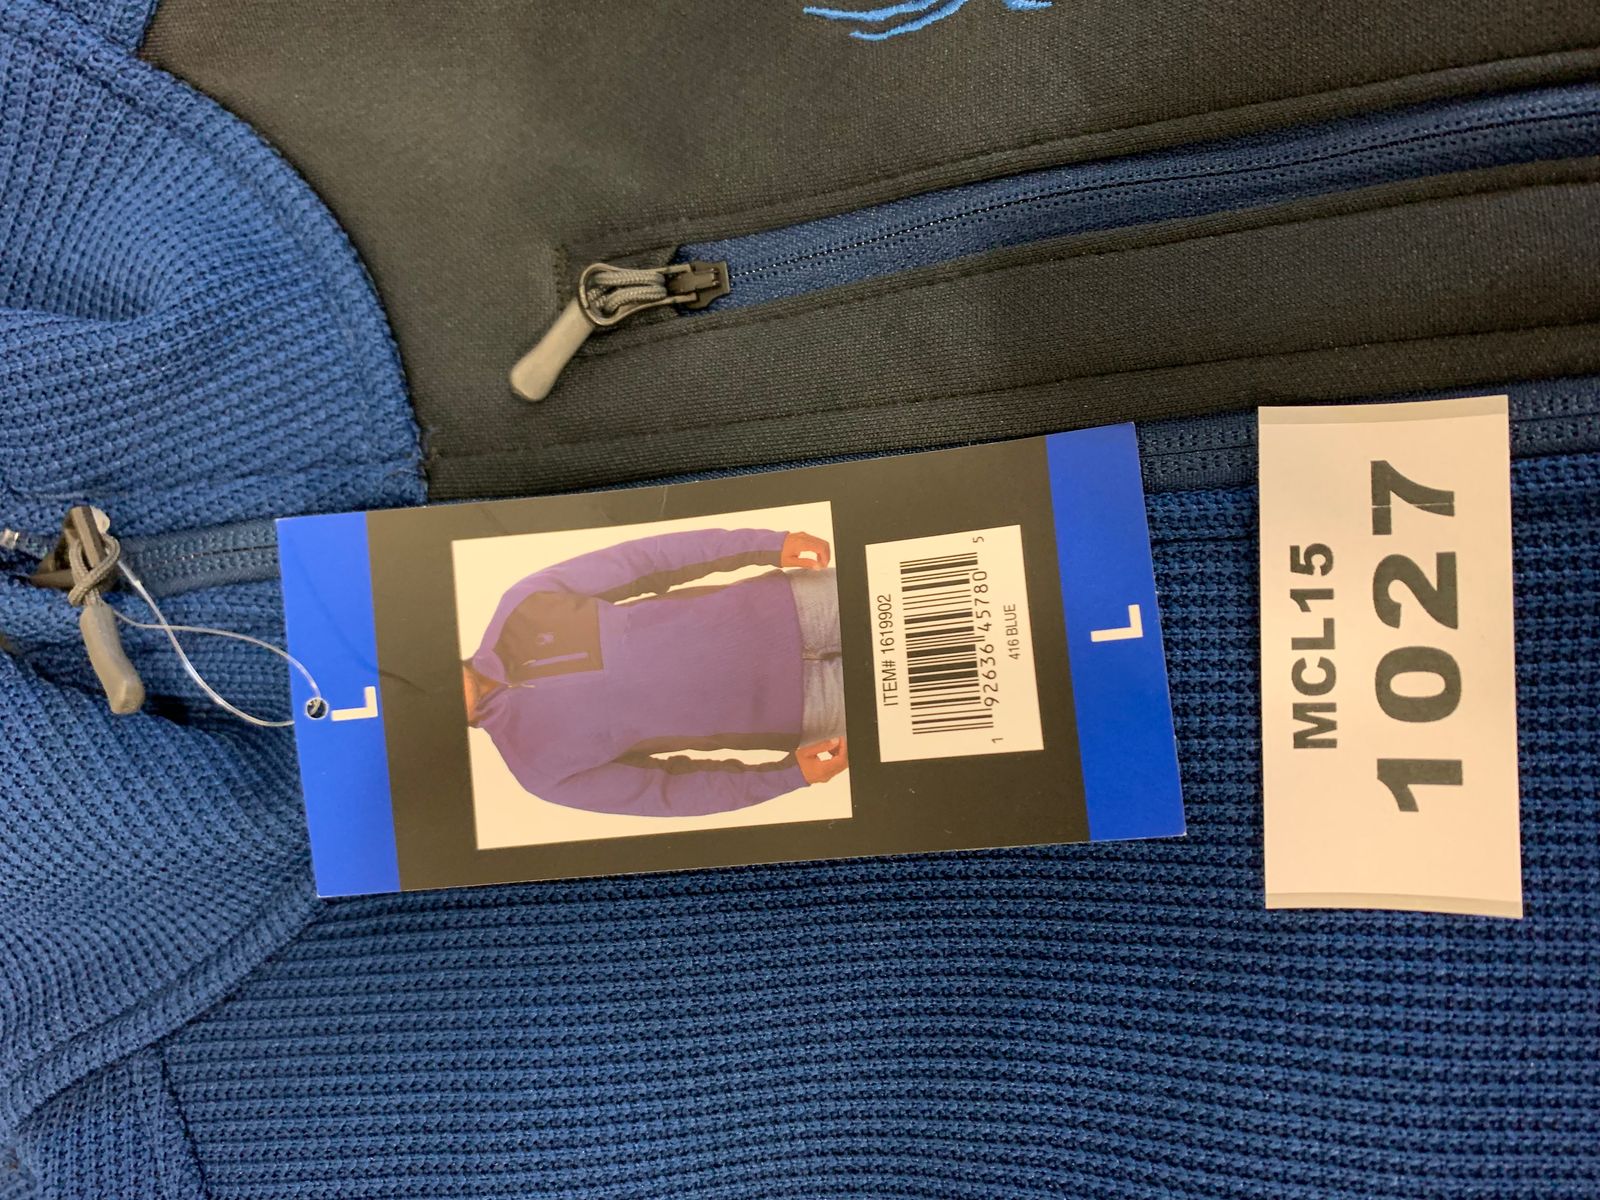 L
ITEM# 1619902
1 92636 45780 5
416 BLUE
L
MCL15
1027